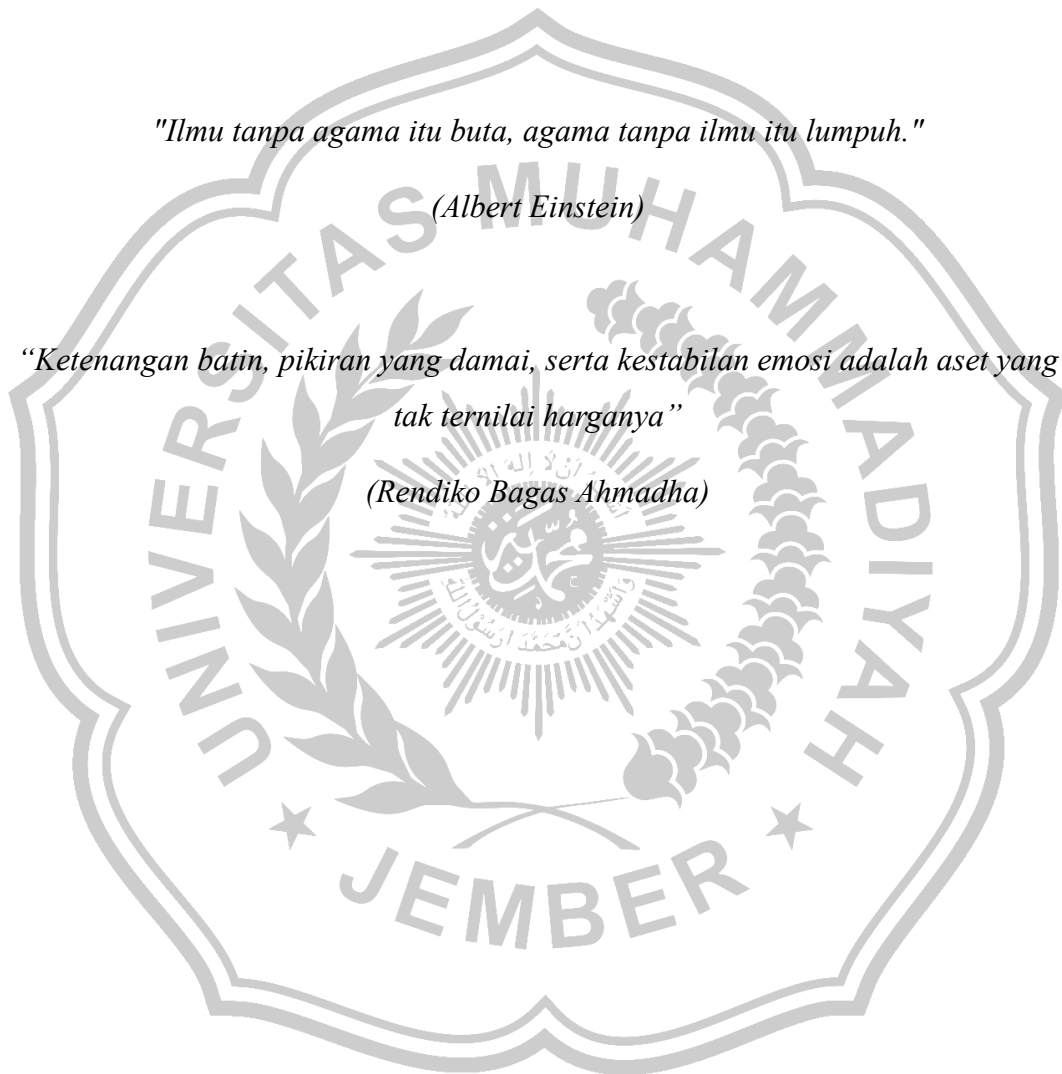 "Ilmu tanpa agama itu buta, agama tanpa ilmu itu lumpuh."
(Albert Einstein)
“Ketenangan batin, pikiran yang damai, serta kestabilan emosi adalah aset yang
tak ternilai harganya”
(Rendiko Bagas Ahmadha)
UNIVERSITAS MUHAMMADIYAH
JEMBER